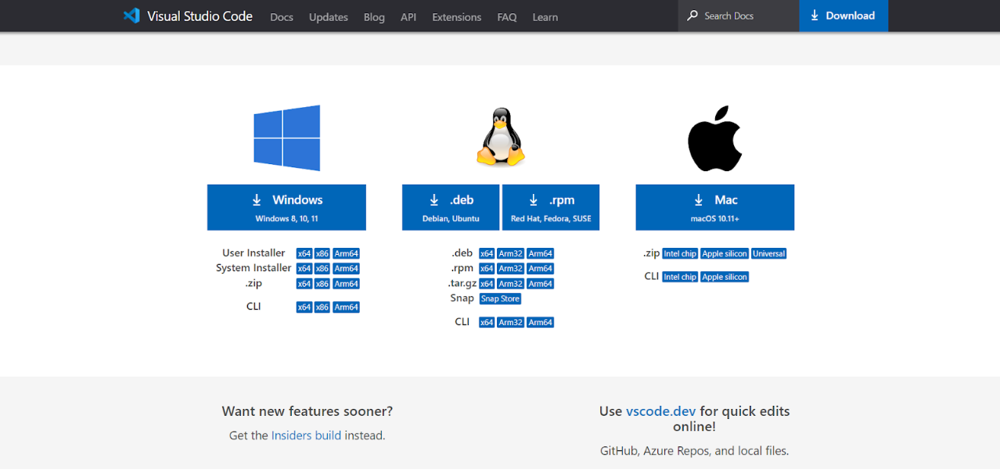 Visual Studio Code Docs Updates Blog API Extensions FAQ Learn Search Docs Download
Windows
Windows 8, 10, 11
.deb
Debian, Ubuntu
.rpm
Red Hat, Fedora, SUSE
Mac
macOS 10.11+
User Installer x64 x86 Arm64
System Installer x64 x86 Arm64
.zip x64 x86 Arm64
CLI x64 x86 Arm64
.deb x64 Arm32 Arm64
.rpm x64 Arm32 Arm64
.tar.gz x64 Arm32 Arm64
Snap Snap Store
CLI x64 Arm32 Arm64
.zip Intel chip Apple silicon Universal
CLI Intel chip Apple silicon
Want new features sooner?
Get the Insiders build instead.
Use vscode.dev for quick edits
online!
GitHub, Azure Repos, and local files.